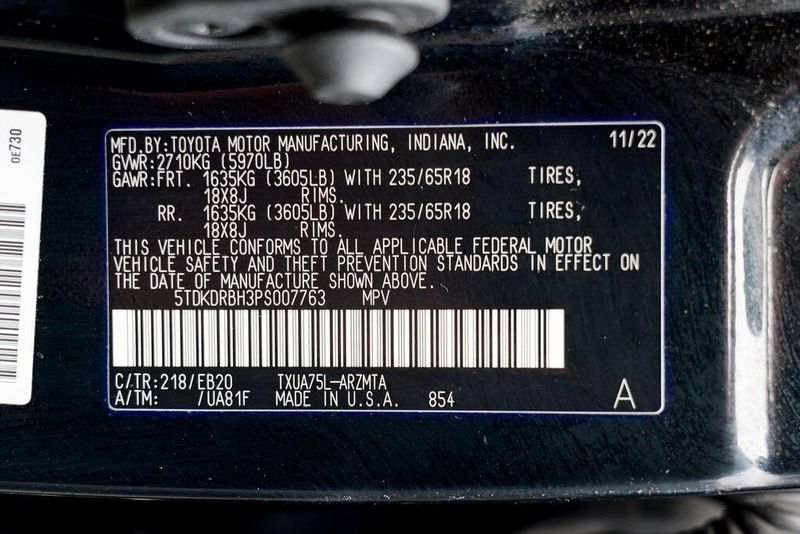 0E730
MFD.BY:TOYOTA MOTOR MANUFACTURING, INDIANA, INC. 11/22
GVWR:2710KG (5970LB)
GAWR:FRT. 1635KG (3605LB) WITH 235/65R18 TIRES,
18X8J RIMS.
RR. 1635KG (3605LB) WITH 235/65R18 TIRES,
18X8J RIMS.
THIS VEHICLE CONFORMS TO ALL APPLICABLE FEDERAL MOTOR
VEHICLE SAFETY AND THEFT PREVENTION STANDARDS IN EFFECT ON
THE DATE OF MANUFACTURE SHOWN ABOVE.
5TDKDRBH3PS007763 MPV
C/TR:218/EB20 TXUA75L-ARZMTA
A/TM: /UA81F MADE IN U.S.A. 854 A